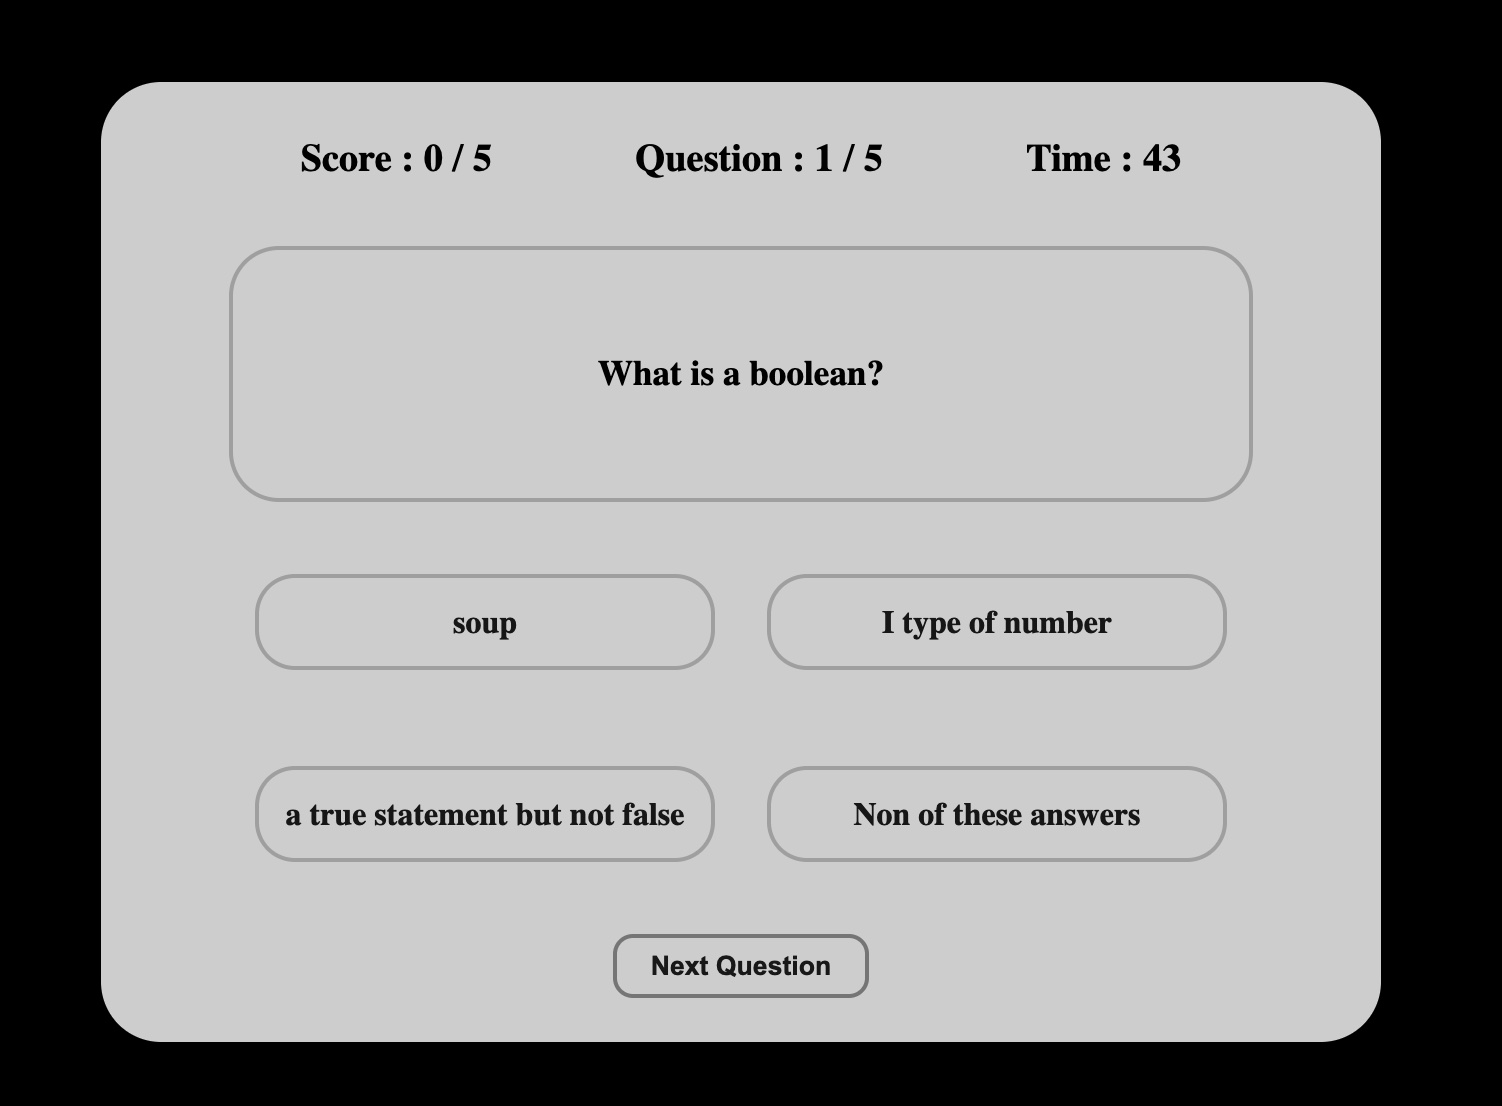 Score : 0 / 5
Question : 1 / 5
Time : 43
What is a boolean?
soup
I type of number
a true statement but not false
Non of these answers
Next Question